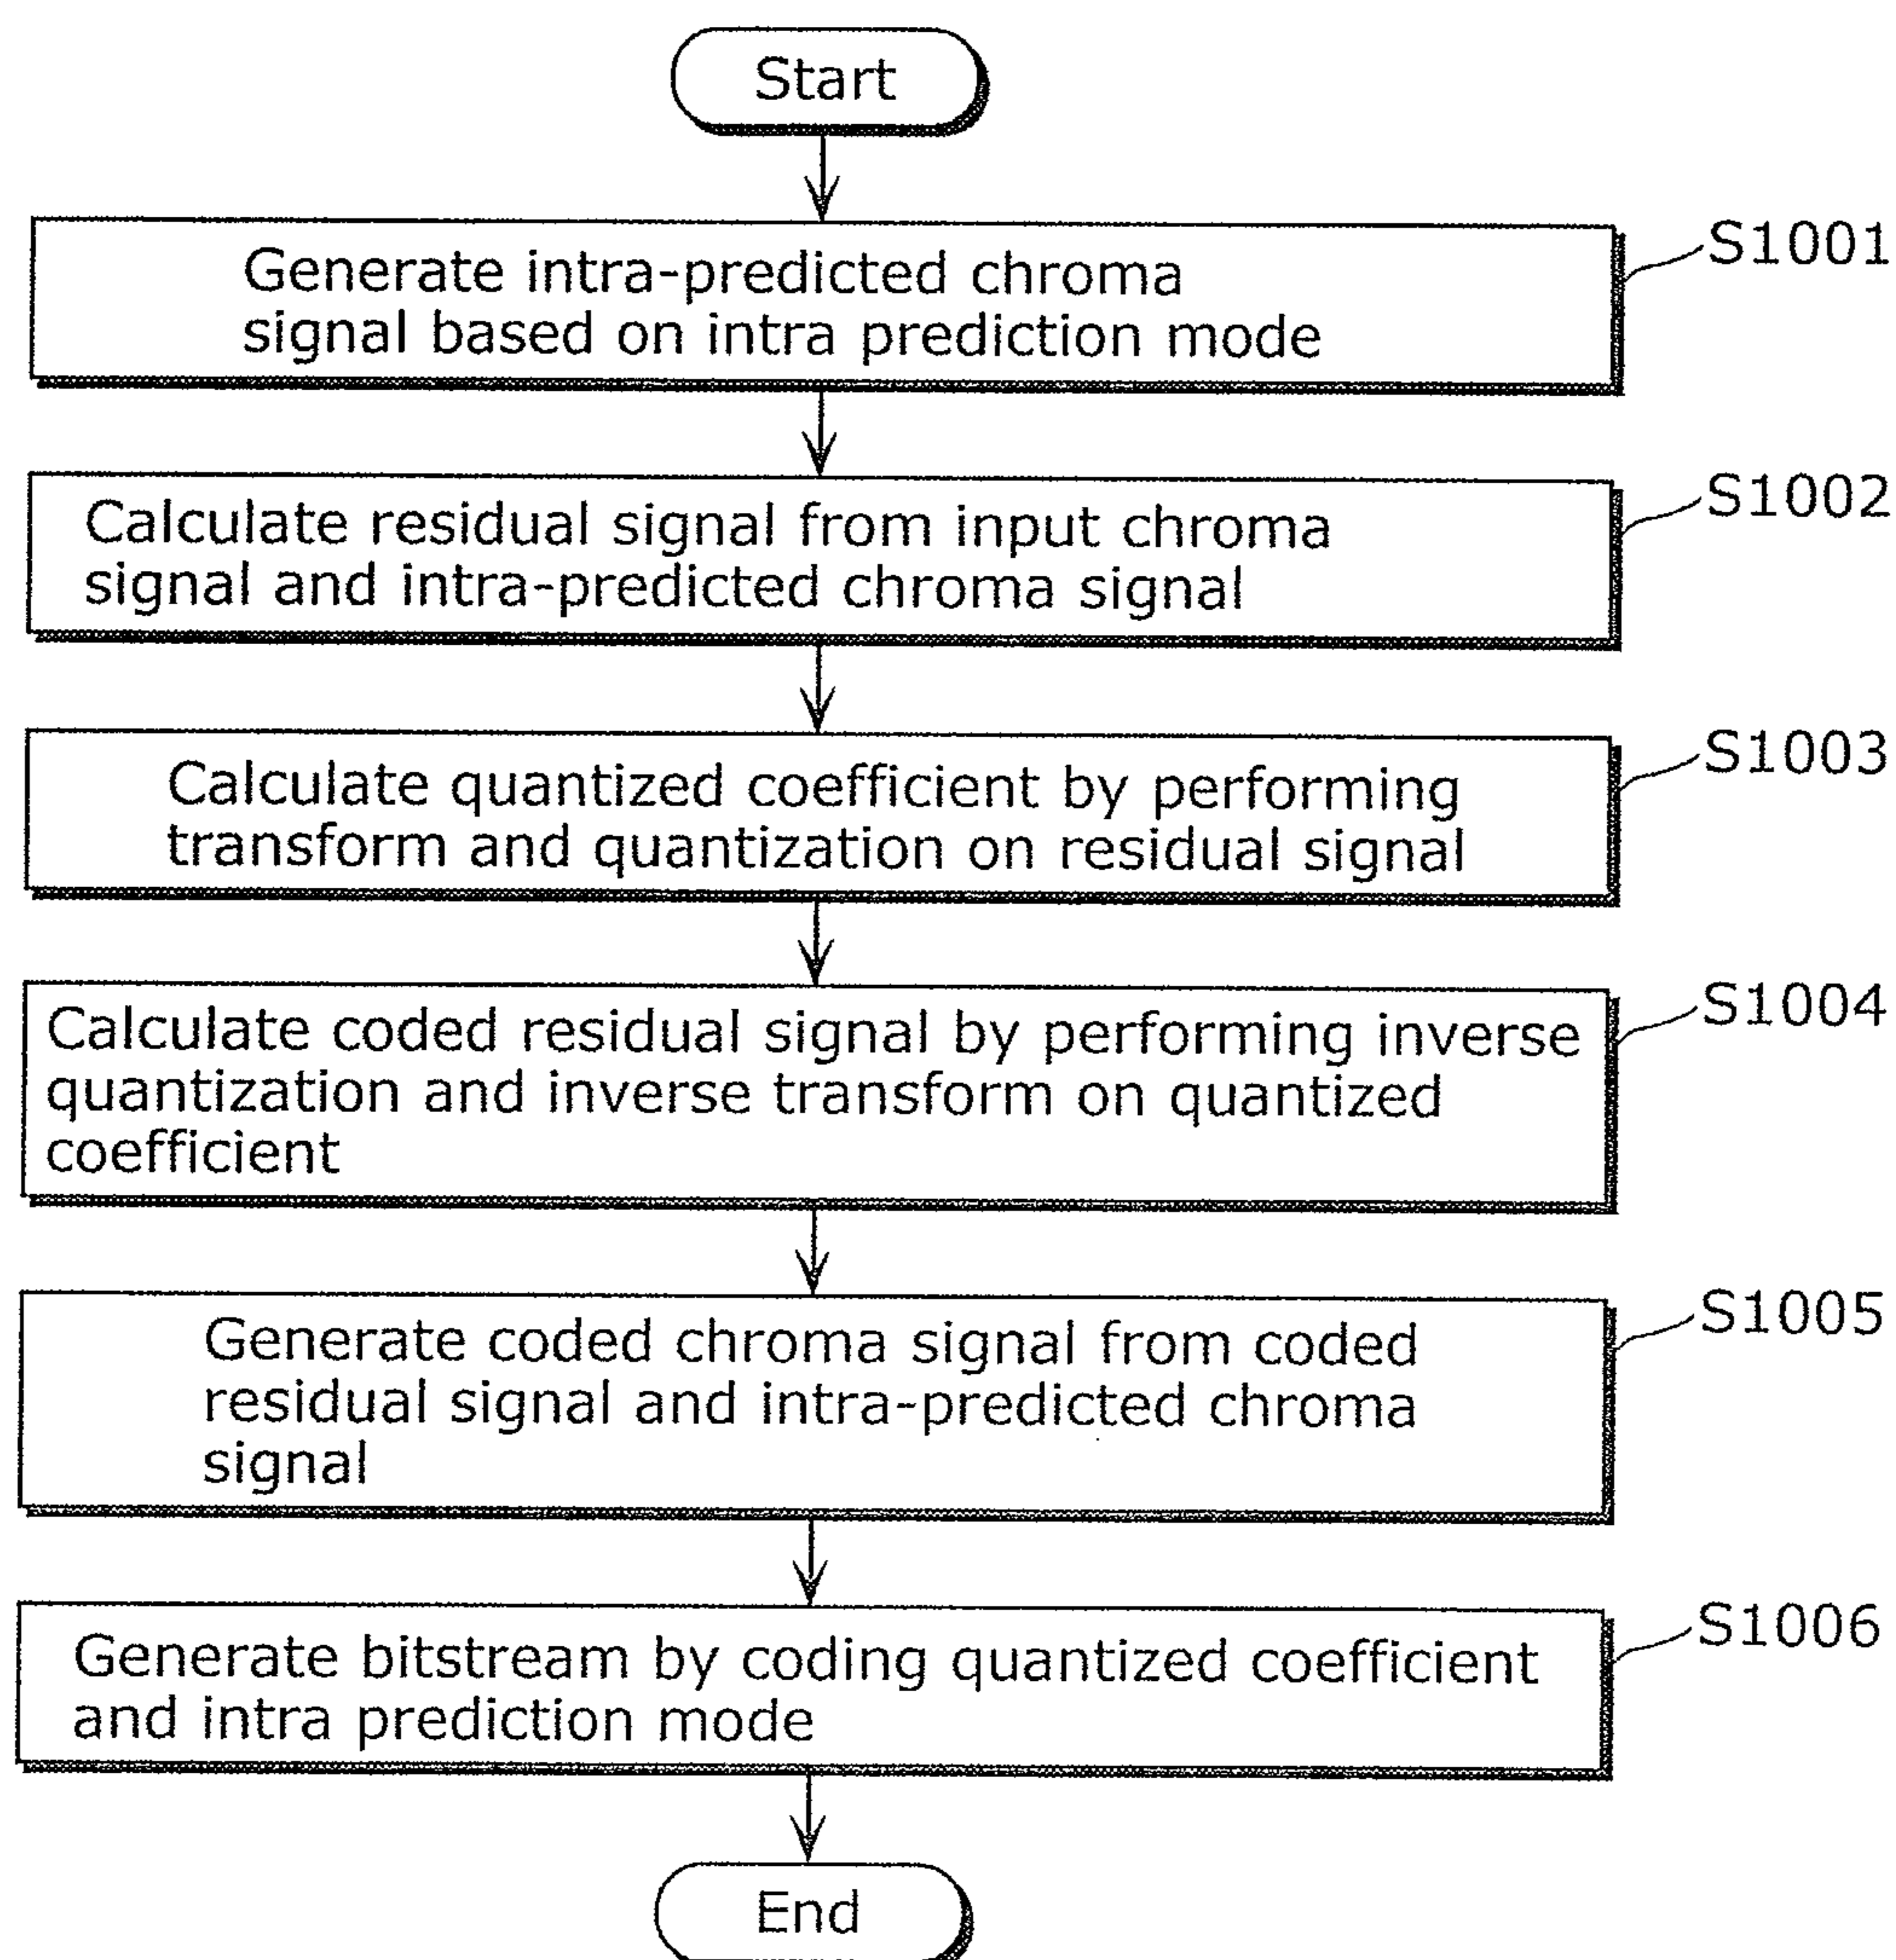 Start
Generate intra-predicted chroma
signal based on intra prediction mode
S1001
Calculate residual signal from input chroma
signal and intra-predicted chroma signal
S1002
Calculate quantized coefficient by performing
transform and quantization on residual signal
S1003
Calculate coded residual signal by performing inverse
quantization and inverse transform on quantized
coefficient
S1004
Generate coded chroma signal from coded
residual signal and intra-predicted chroma
signal
S1005
Generate bitstream by coding quantized coefficient
and intra prediction mode
S1006
End